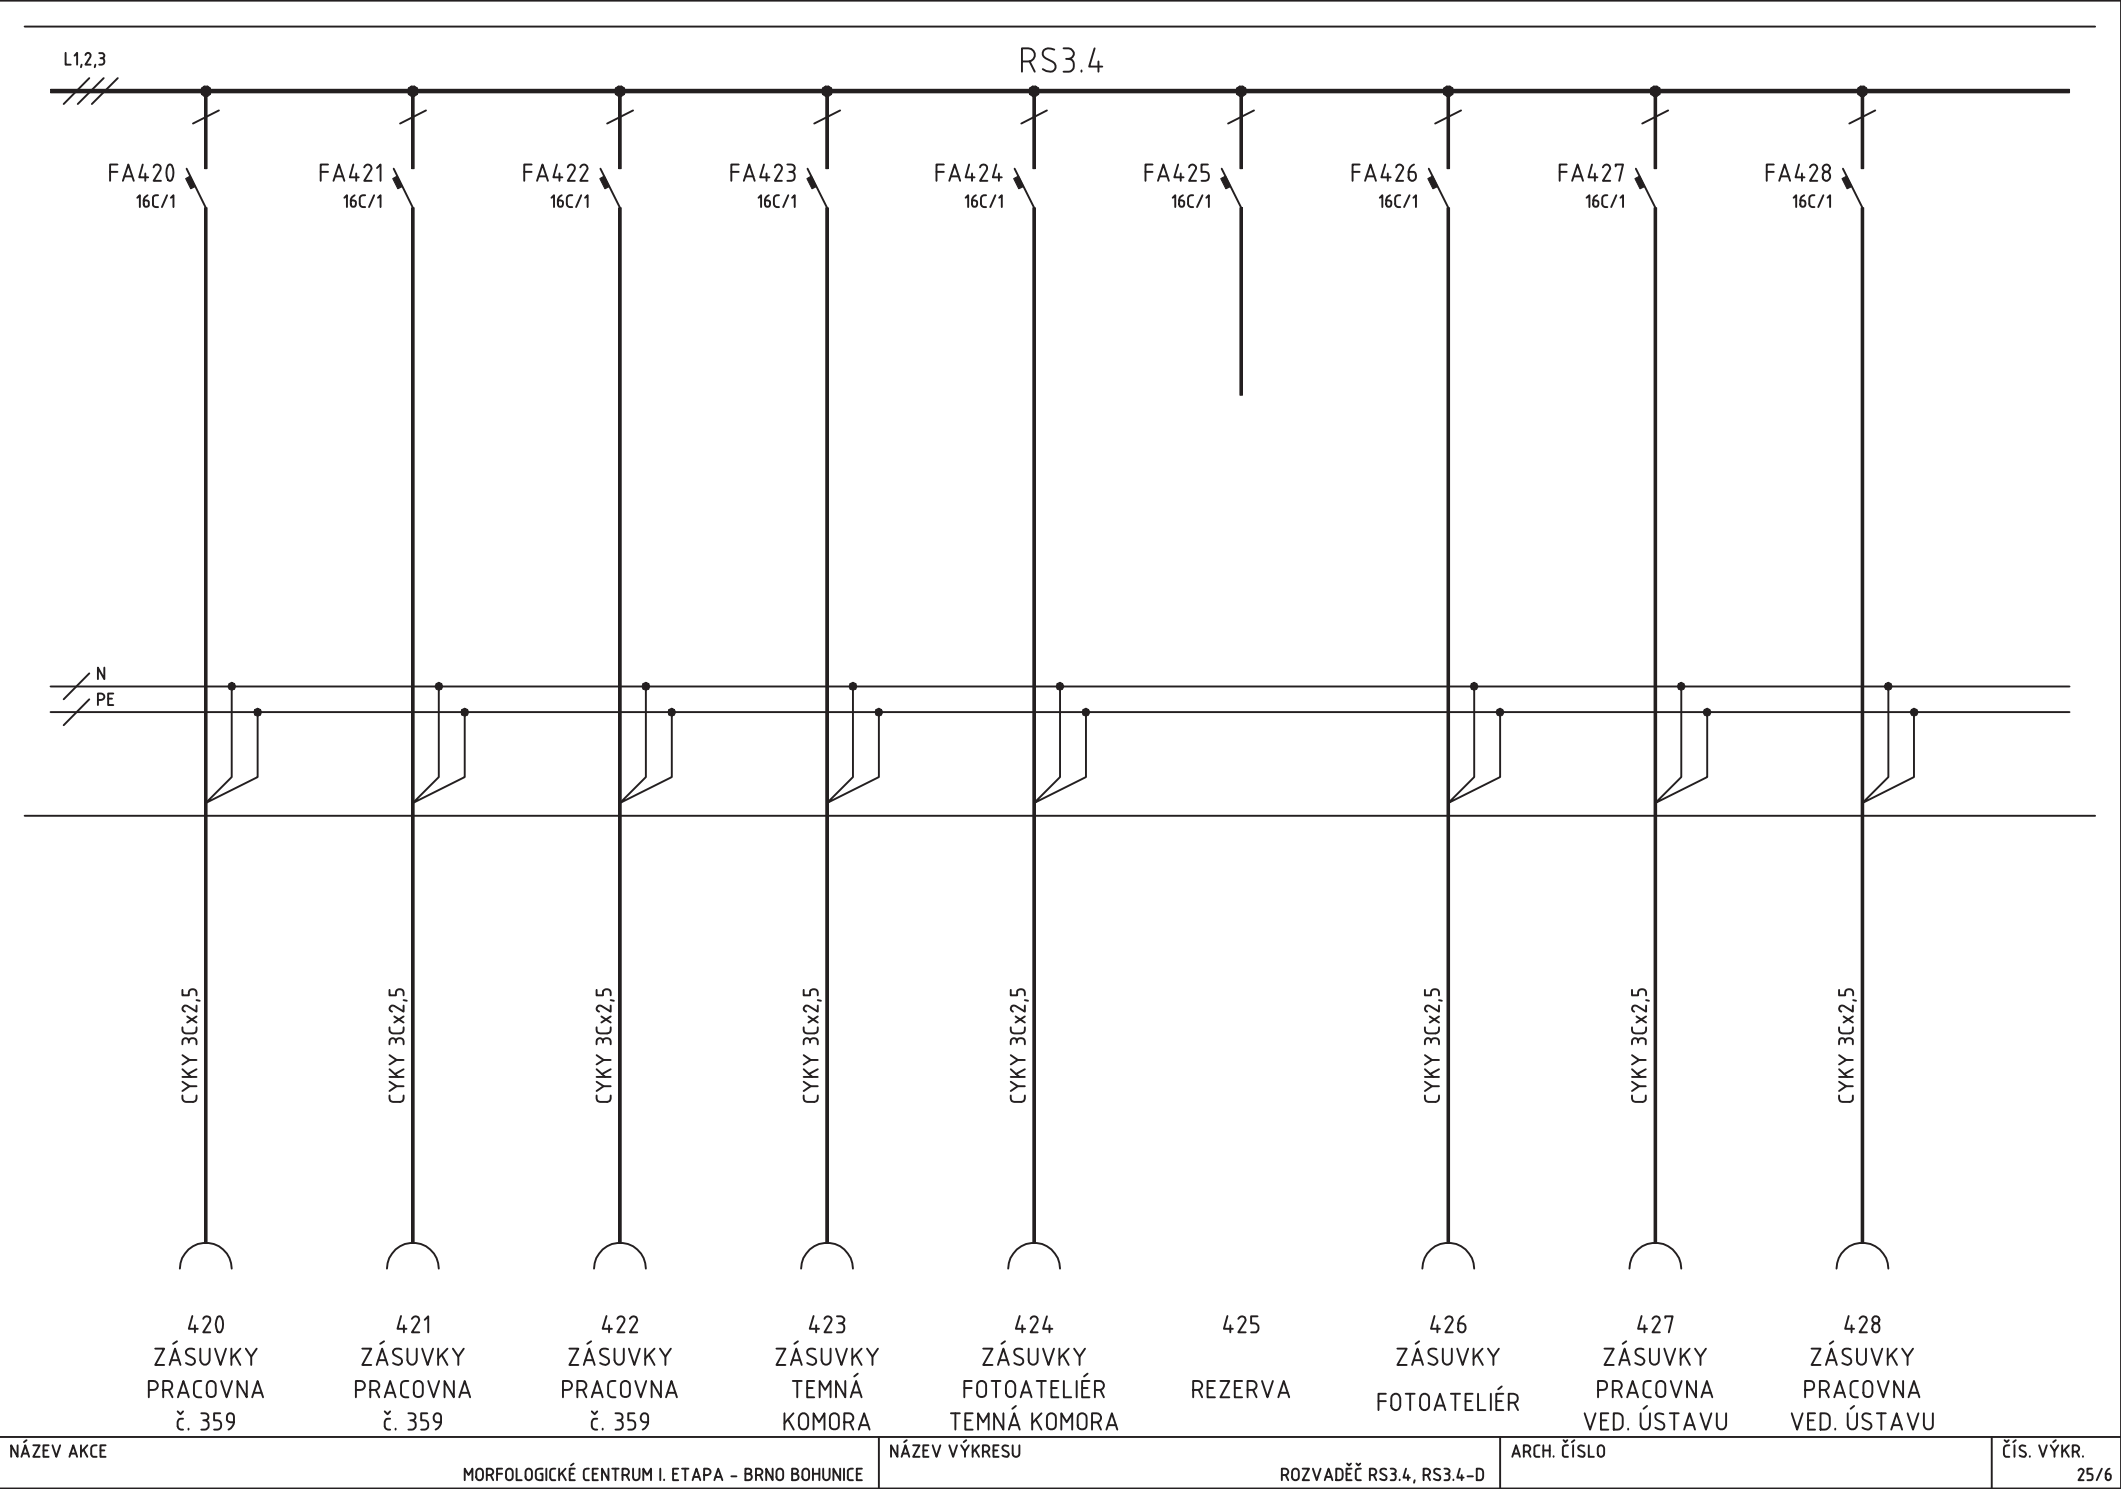 L1,2,3
RS3.4
FA420
16C/1
FA421
16C/1
FA422
16C/1
FA423
16C/1
FA424
16C/1
FA425
16C/1
FA426
16C/1
FA427
16C/1
FA428
16C/1
N
PE
CYKY 3Cx2,5
CYKY 3Cx2,5
CYKY 3Cx2,5
CYKY 3Cx2,5
CYKY 3Cx2,5
CYKY 3Cx2,5
CYKY 3Cx2,5
CYKY 3Cx2,5
420
ZÁSUVKY
PRACOVNA
č. 359
421
ZÁSUVKY
PRACOVNA
č. 359
422
ZÁSUVKY
PRACOVNA
č. 359
423
ZÁSUVKY
TEMNÁ
KOMORA
424
ZÁSUVKY
FOTOATELIÉR
TEMNÁ KOMORA
425
REZERVA
426
ZÁSUVKY
FOTOATELIÉR
427
ZÁSUVKY
PRACOVNA
VED. ÚSTAVU
428
ZÁSUVKY
PRACOVNA
VED. ÚSTAVU
NÁZEV AKCE
MORFOLOGICKÉ CENTRUM I. ETAPA - BRNO BOHUNICE
NÁZEV VÝKRESU
ROZVADĚČ RS3.4, RS3.4-D
ARCH. ČÍSLO
ČÍS. VÝKR.
25/6